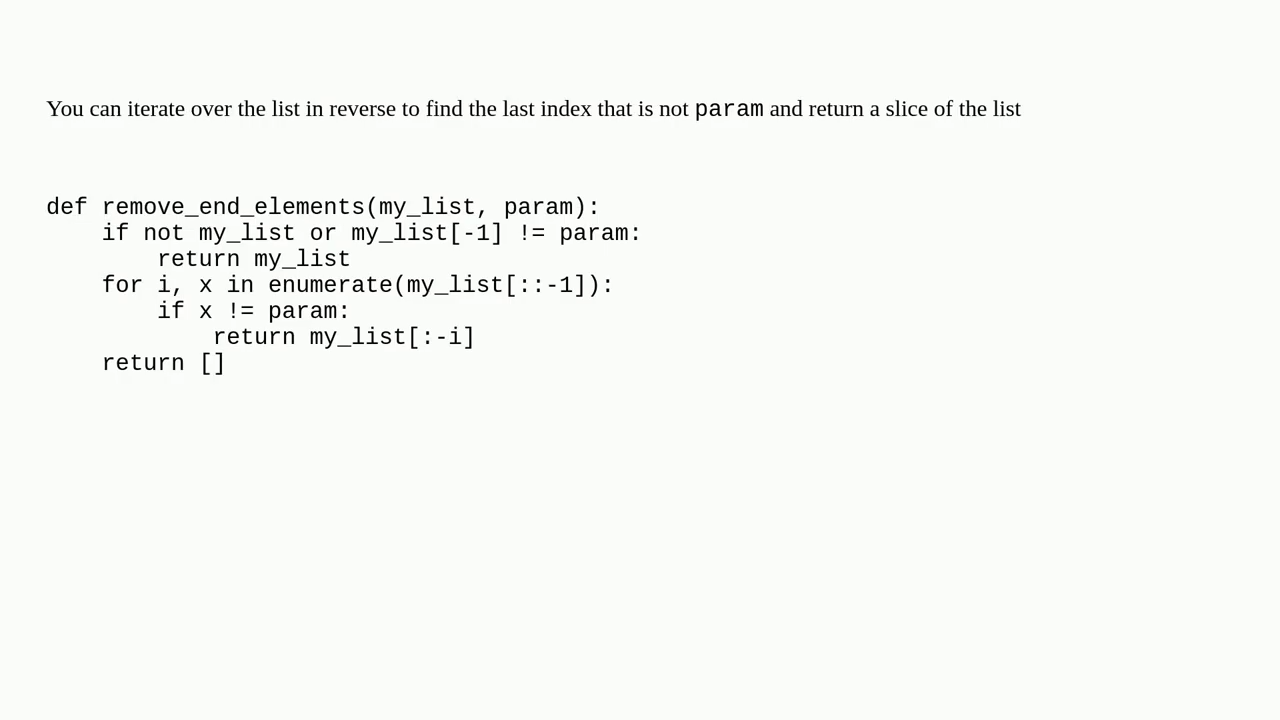 You can iterate over the list in reverse to find the last index that is not param and return a slice of the list
def remove_end_elements(my_list, param):
    if not my_list or my_list[-1] != param:
        return my_list
    for i, x in enumerate(my_list[::-1]):
        if x != param:
            return my_list[:-i]
    return []